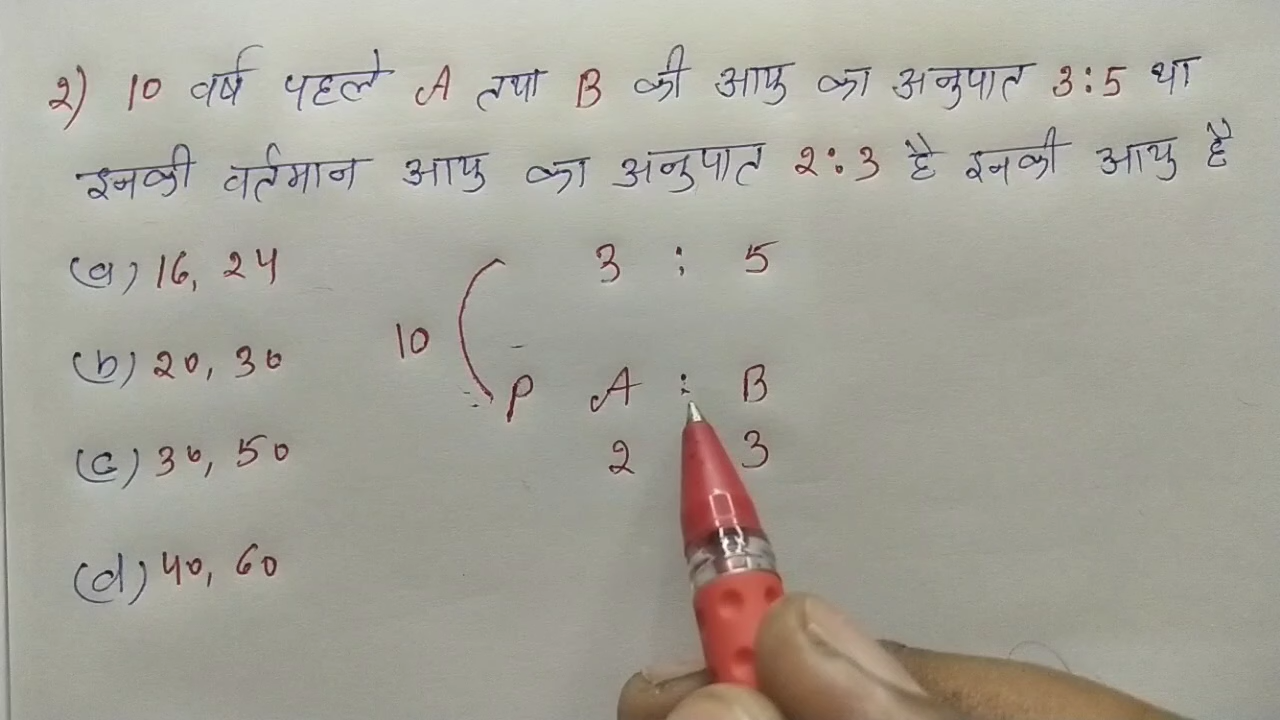 2) 10 वर्ष पहले A तथा B की आयु का अनुपात 3:5 था
इनकी वर्तमान आयु का अनुपात 2:3 है इनकी आयु है
(a) 16, 24
3 : 5
(b) 20, 30
10
P A : B
(c) 30, 50
2 3
(d) 40, 60